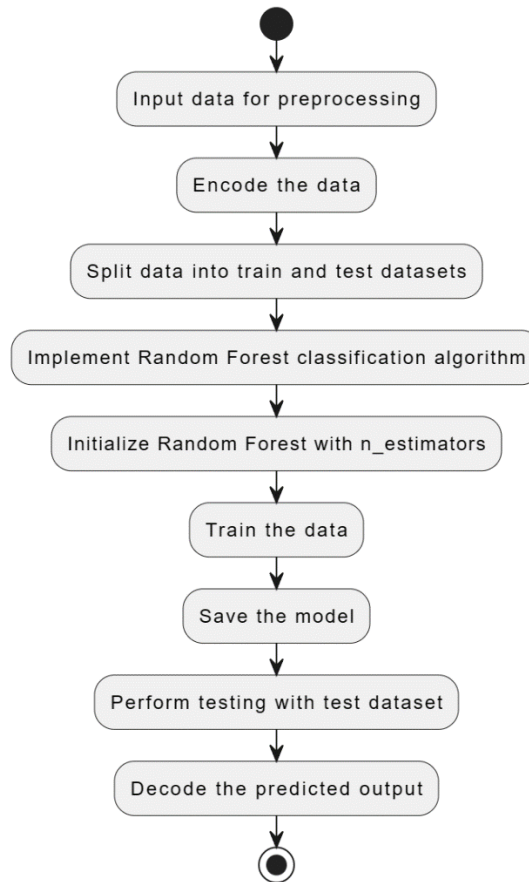 Input data for preprocessing
Encode the data
Split data into train and test datasets
Implement Random Forest classification algorithm
Initialize Random Forest with n_estimators
Train the data
Save the model
Perform testing with test dataset
Decode the predicted output